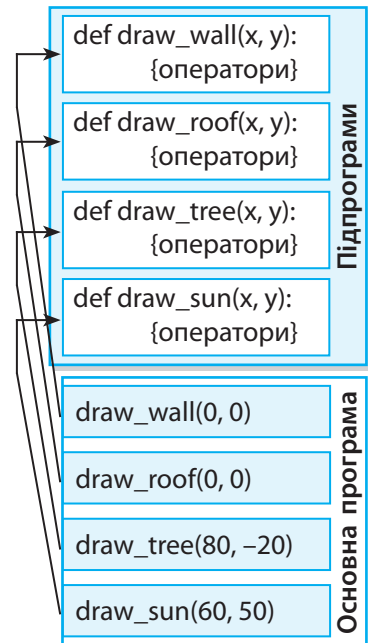 def draw_wall(x, y):
{оператори}
def draw_roof(x, y):
{оператори}
def draw_tree(x, y):
{оператори}
def draw_sun(x, y):
{оператори}
Підпрограми
draw_wall(0, 0)
draw_roof(0, 0)
draw_tree(80, –20)
draw_sun(60, 50)
Основна програма